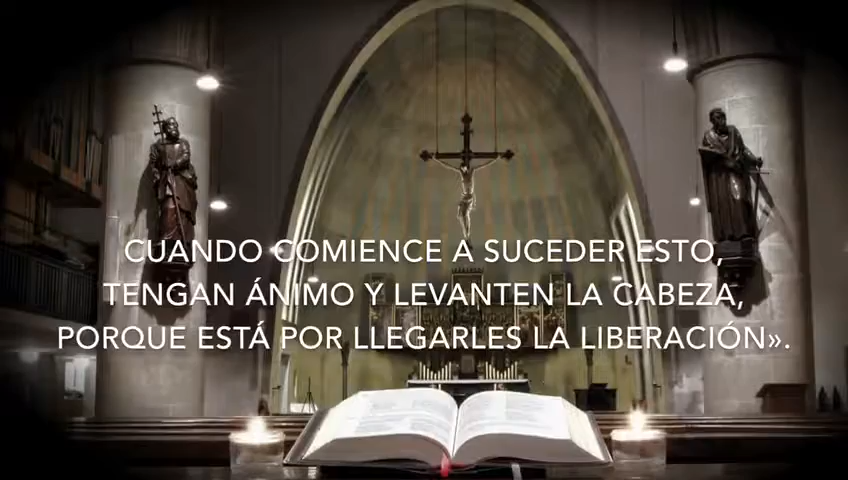 CUANDO COMIENCE A SUCEDER ESTO,
TENGAN ÁNIMO Y LEVANTEN LA CABEZA,
PORQUE ESTÁ POR LLEGARLES LA LIBERACIÓN».